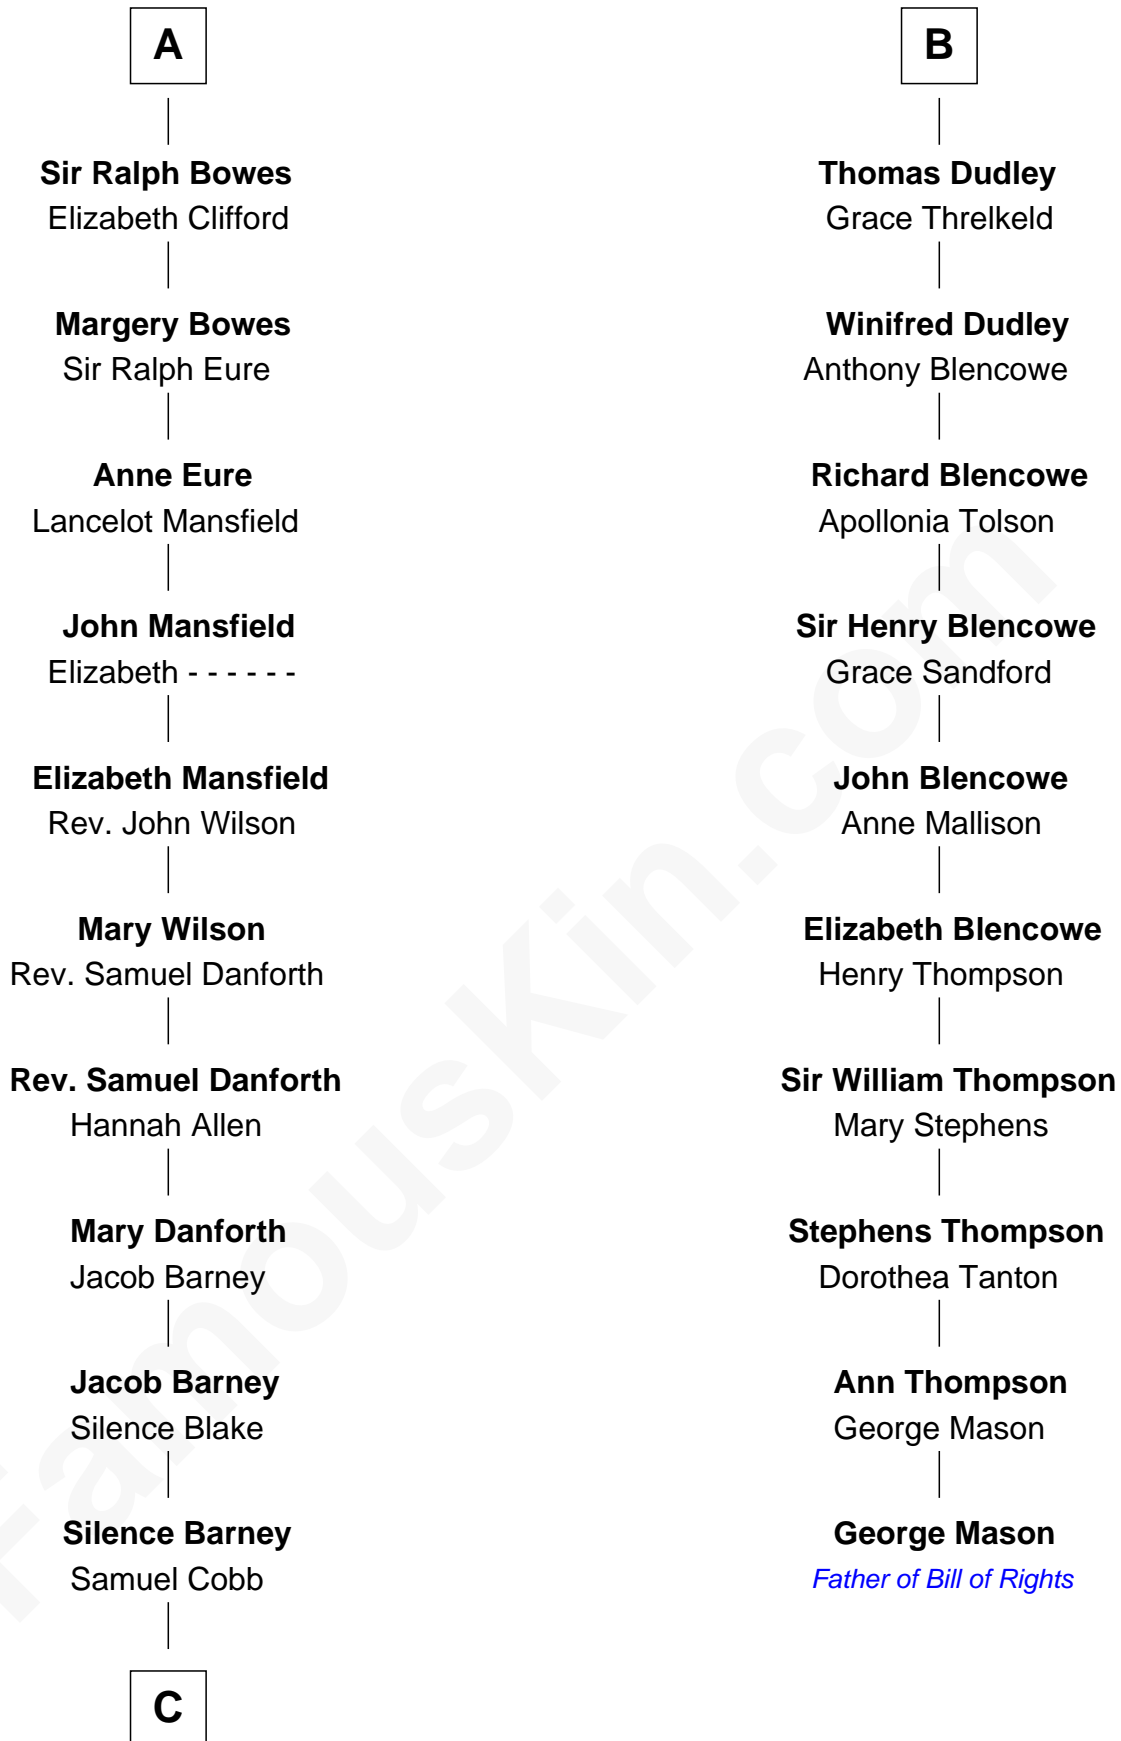 A
Sir Ralph Bowes
Elizabeth Clifford
Margery Bowes
Sir Ralph Eure
Anne Eure
Lancelot Mansfield
John Mansfield
Elizabeth - - - - - -
Elizabeth Mansfield
Rev. John Wilson
Mary Wilson
Rev. Samuel Danforth
Rev. Samuel Danforth
Hannah Allen
Mary Danforth
Jacob Barney
Jacob Barney
Silence Blake
Silence Barney
Samuel Cobb
C
B
Thomas Dudley
Grace Threlkeld
Winifred Dudley
Anthony Blencowe
Richard Blencowe
Apollonia Tolson
Sir Henry Blencowe
Grace Sandford
John Blencowe
Anne Mallison
Elizabeth Blencowe
Henry Thompson
Sir William Thompson
Mary Stephens
Stephens Thompson
Dorothea Tanton
Ann Thompson
George Mason
George Mason
Father of Bill of Rights
FamousKin.com